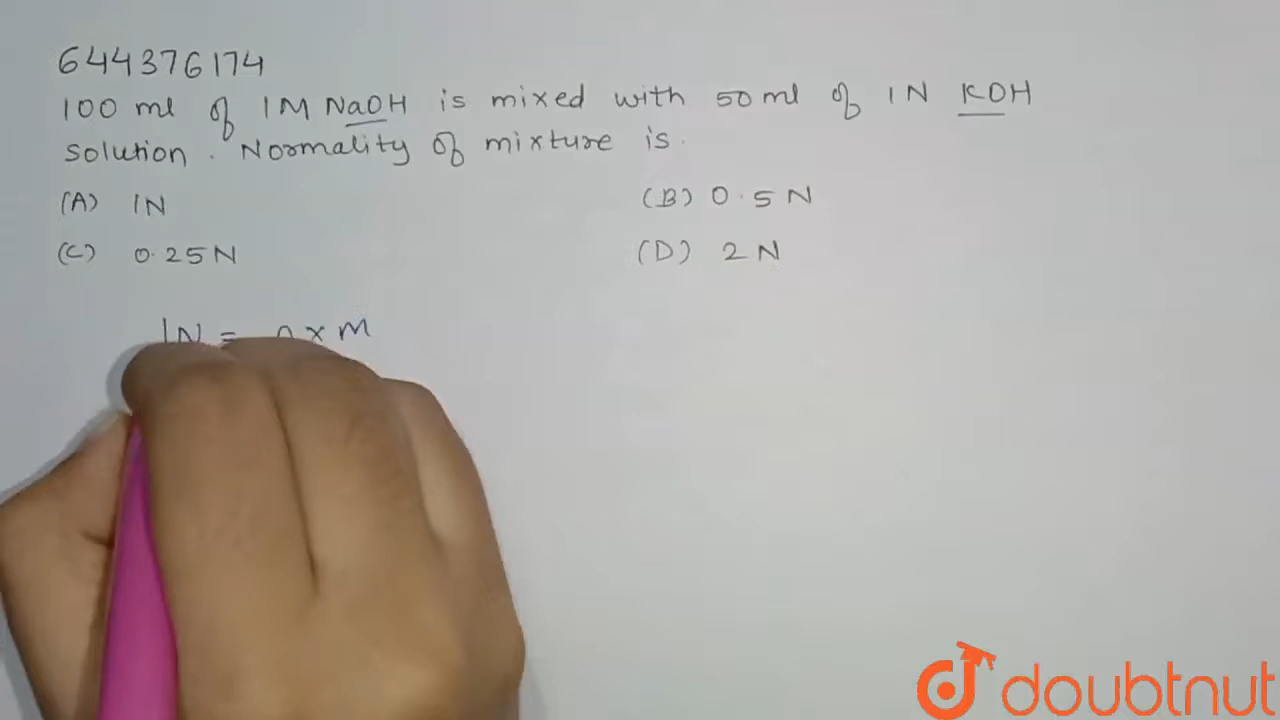 644376174
100 ml of 1M NaOH is mixed with 50 ml of 1N KOH
solution. Normality of mixture is.
(A) 1N
(B) 0.5 N
(C) 0.25N
(D) 2 N
1N = n x m
doubtnut